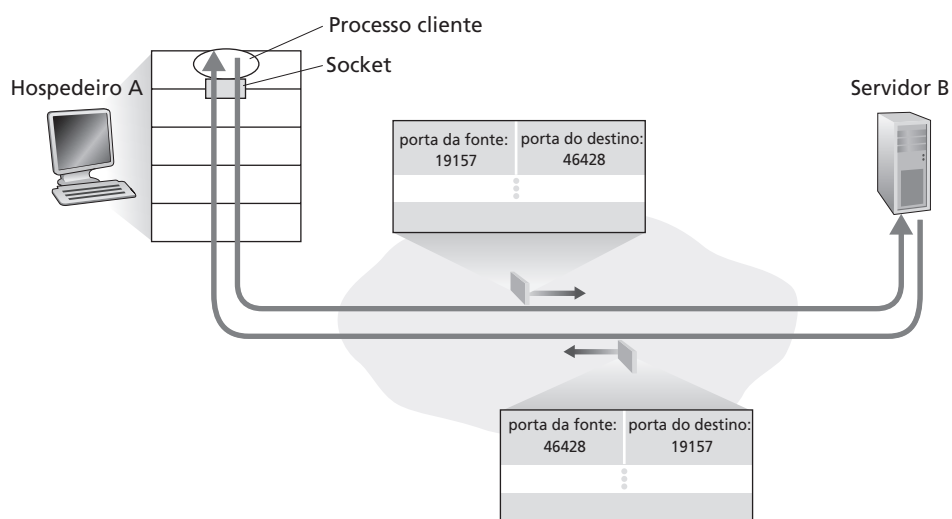 Processo cliente
Socket
Hospedeiro A
Servidor B
porta da fonte:
19157
porta do destino:
46428
porta da fonte:
46428
porta do destino:
19157